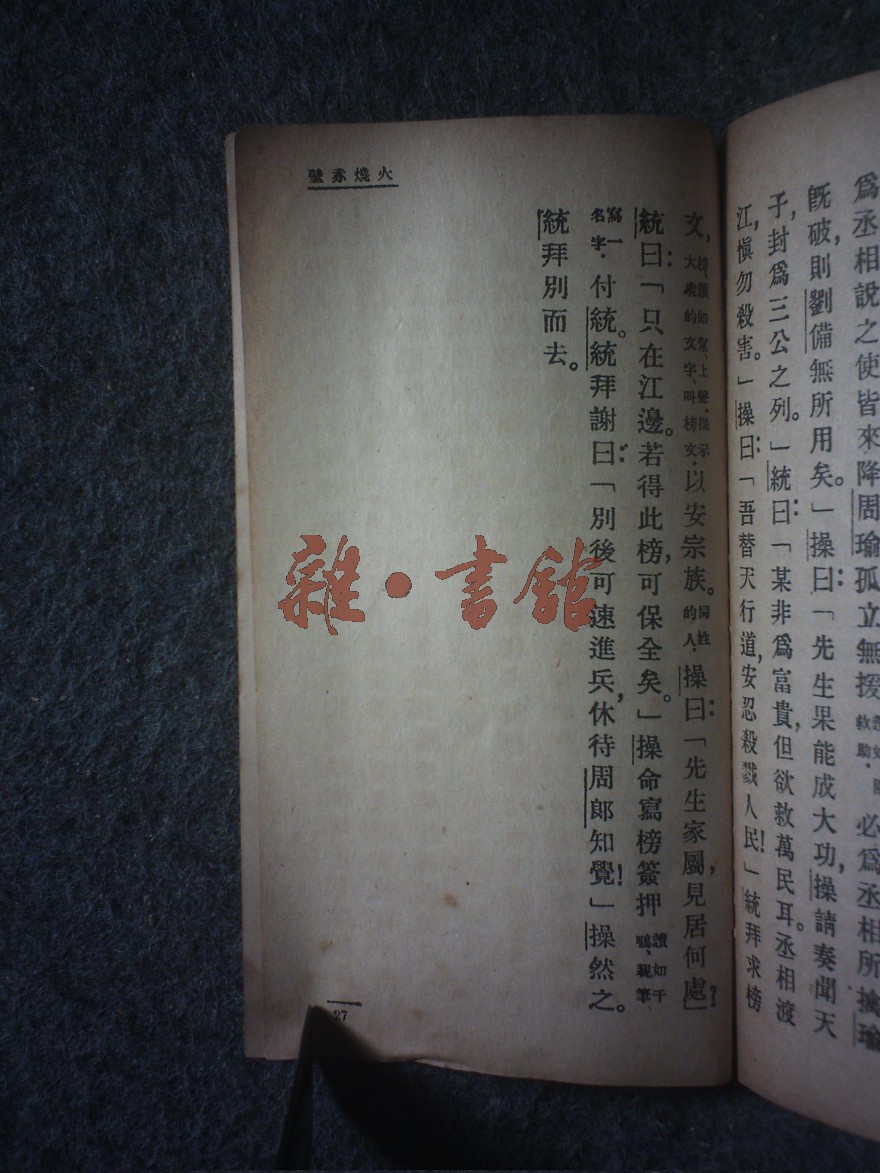 爲丞相說之使皆來降周瑜孤立無援必爲丞相所擒瑜
既破，則劉備無所用矣。」操曰：「先生果能成大功，操請奏聞天
子，封爲三公之列。」統曰：「某非爲富貴，但欲救萬民耳。丞相渡
江，愼勿殺害。」操曰：「吾替天行道，安忍殺戮人民！」統拜求榜
火燒赤壁
文，榜、讀如幫、上聲。揭示大衆的文字、叫榜文。以安宗族。同姓的人。操曰：「先生家屬，見居何處？」
統曰：「只在江邊。若得此榜，可保全矣。」操命寫榜簽押讀如千鴨、親筆
寫一名字。付統。統拜謝曰：「別後可速進兵，休待周郎知覺！」操然之。
統拜別而去。
27
雜·書館